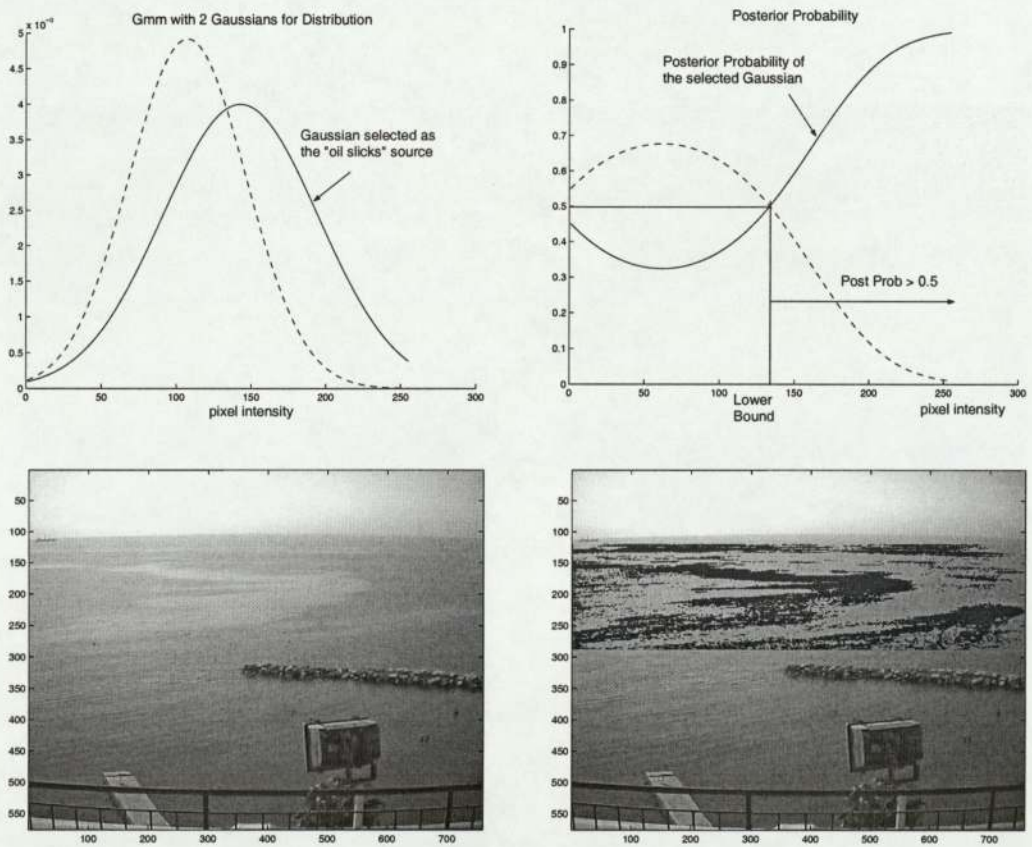 Gmm with 2 Gaussians for Distribution
5
4.5
4
3.5
3
2.5
2
1.5
1
0.5
0
0 50 100 150 200 250 300
pixel intensity
Gaussian selected as
the "oil slicks" source
Posterior Probability
1
0.9
0.8
0.7
0.6
0.5
0.4
0.3
0.2
0.1
0
0 50 100 150 200 250 300
Lower
Bound
pixel intensity
Posterior Probability of
the selected Gaussian
Post Prob > 0.5
50
100
150
200
250
300
350
400
450
500
550
100 200 300 400 500 600 700
50
100
150
200
250
300
350
400
450
500
550
100 200 300 400 500 600 700